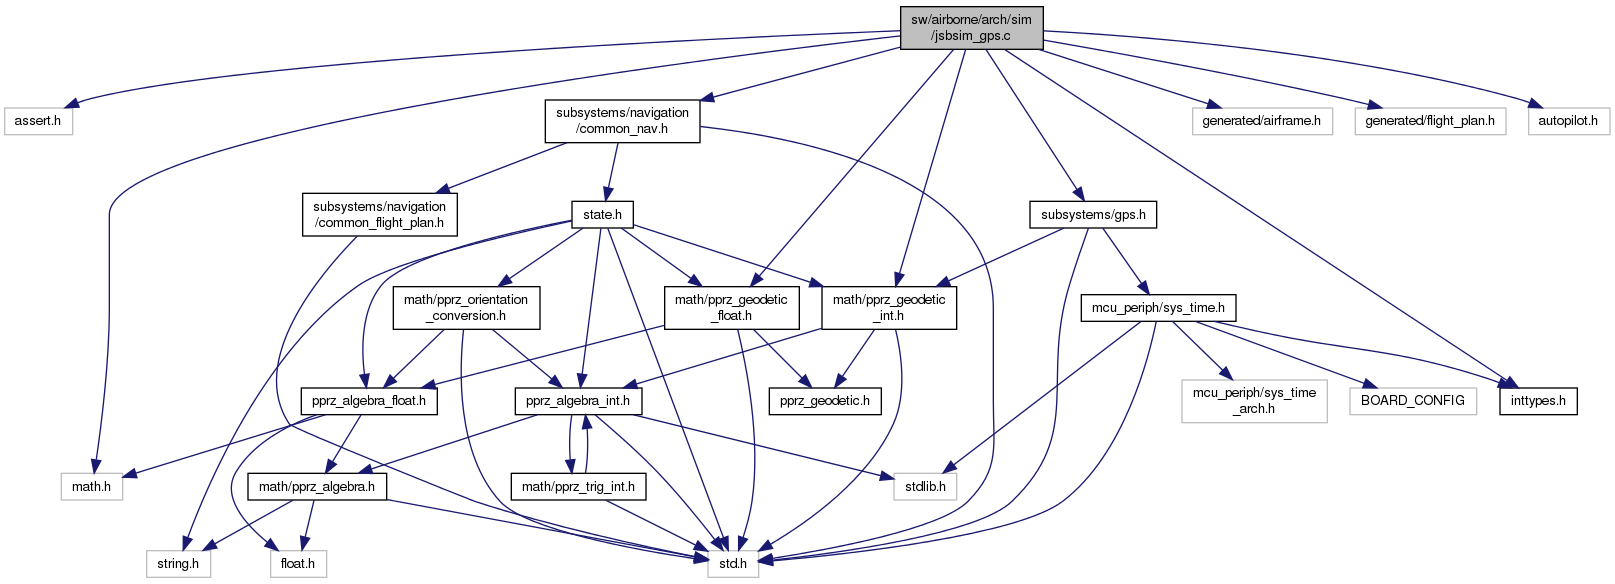 sw/airborne/arch/sim
/jsbsim_gps.c
assert.h
subsystems/navigation
/common_nav.h
generated/airframe.h
generated/flight_plan.h
autopilot.h
subsystems/navigation
/common_flight_plan.h
state.h
subsystems/gps.h
math/pprz_orientation
_conversion.h
math/pprz_geodetic
_float.h
math/pprz_geodetic
_int.h
mcu_periph/sys_time.h
pprz_algebra_float.h
pprz_algebra_int.h
pprz_geodetic.h
mcu_periph/sys_time
_arch.h
BOARD_CONFIG
inttypes.h
math.h
math/pprz_algebra.h
math/pprz_trig_int.h
stdlib.h
string.h
float.h
std.h